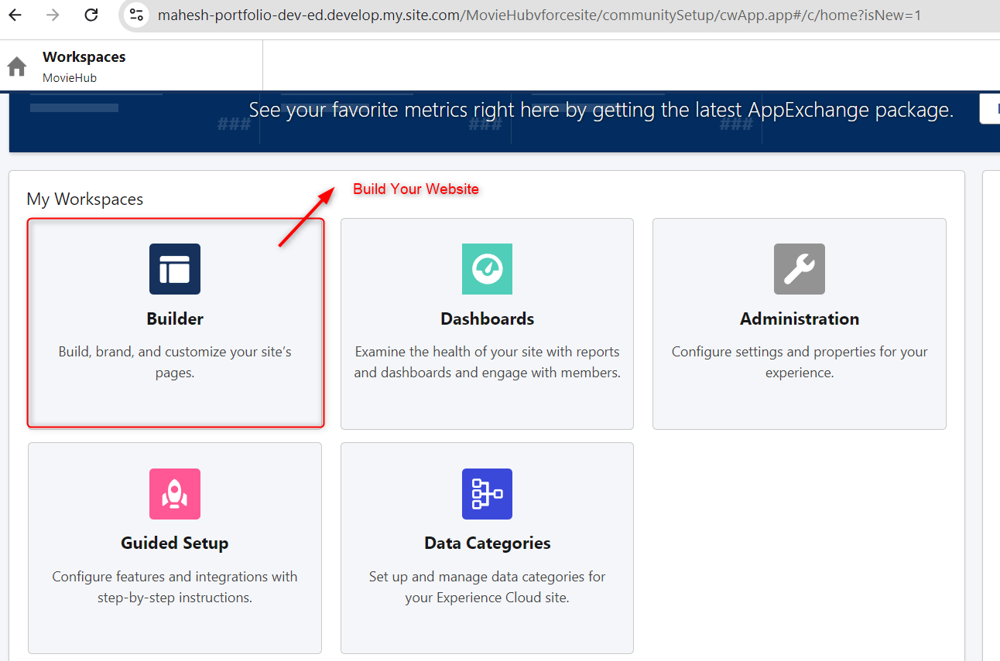 mahesh-portfolio-dev-ed.develop.my.site.com/MovieHubvforcesite/communitySetup/cwApp.app#/c/home?isNew=1
Workspaces
MovieHub
See your favorite metrics right here by getting the latest AppExchange package.
### ### ###
Build Your Website
My Workspaces
Builder
Build, brand, and customize your site’s
pages.
Dashboards
Examine the health of your site with reports
and dashboards and engage with members.
Administration
Configure settings and properties for your
experience.
Guided Setup
Configure features and integrations with
step-by-step instructions.
Data Categories
Set up and manage data categories for
your Experience Cloud site.